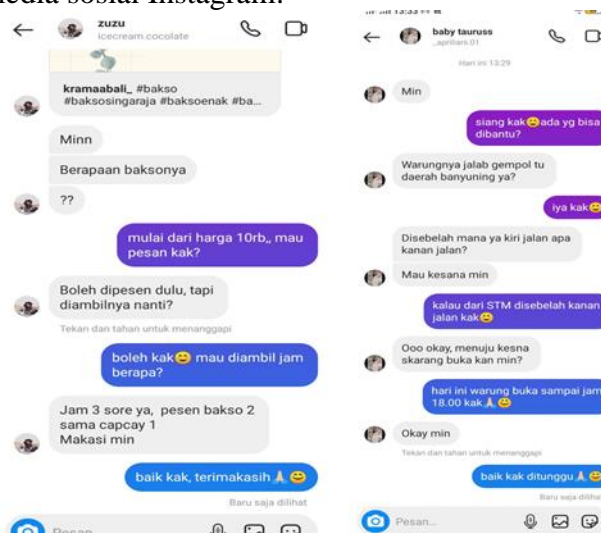 media sosial Instagram.
zuzu
icecream.cocolate
kramaabali_ #bakso
#baksosingaraja #baksoenak #ba...
Minn
Berapaan baksonya
??
mulai dari harga 10rb,, mau
pesan kak?
Boleh dipesen dulu, tapi
diambilnya nanti?
Tekan dan tahan untuk menanggapi
boleh kak😊 mau diambil jam
berapa?
Jam 3 sore ya, pesen bakso 2
sama capcay 1
Makasi min
baik kak, terimakasih🙏😊
Baru saja dilihat
Pesan...
baby tauruss
_aprilians.01
Hari ini 13:29
Min
siang kak😊ada yg bisa
dibantu?
Warungnya jalab gempol tu
daerah banyuning ya?
iya kak😊
Disebelah mana ya kiri jalan apa
kanan jalan?
Mau kesana min
kalau dari STM disebelah kanan
jalan kak😊
Ooo okay, menuju kesna
skarang buka kan min?
hari ini warung buka sampai jam
18.00 kak🙏😊
Okay min
Tekan dan tahan untuk menanggapi
baik kak ditunggu🙏😊
Baru saja dilihat
Pesan...